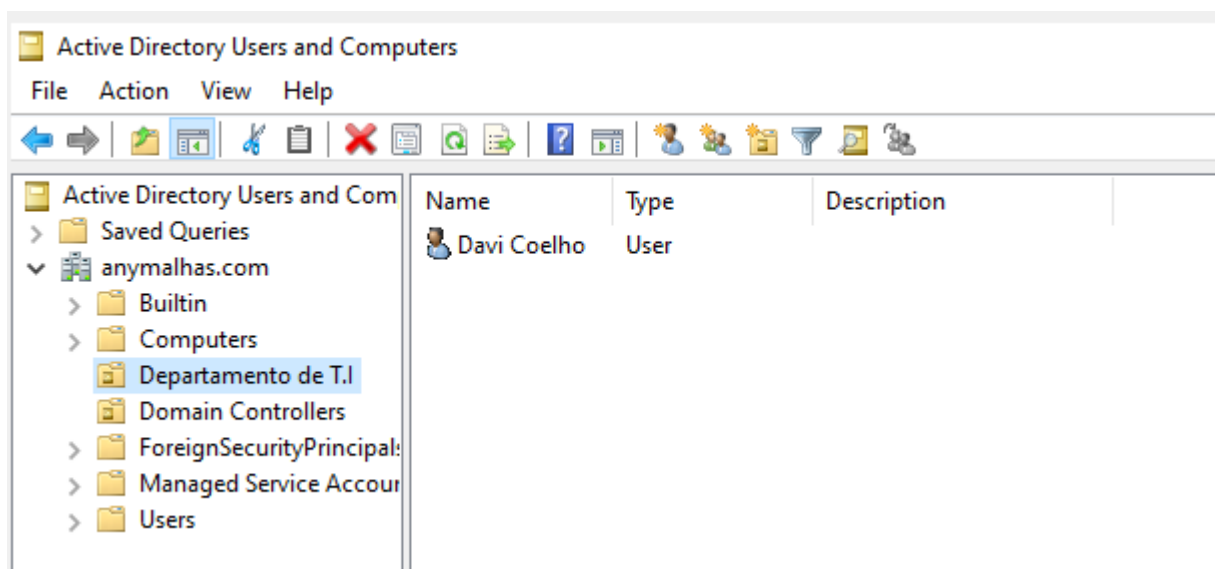 Active Directory Users and Computers
File Action View Help
Active Directory Users and Com
Saved Queries
anymalhas.com
Builtin
Computers
Departamento de T.I
Domain Controllers
ForeignSecurityPrincipals
Managed Service Accour
Users
Name Type Description
Davi Coelho User